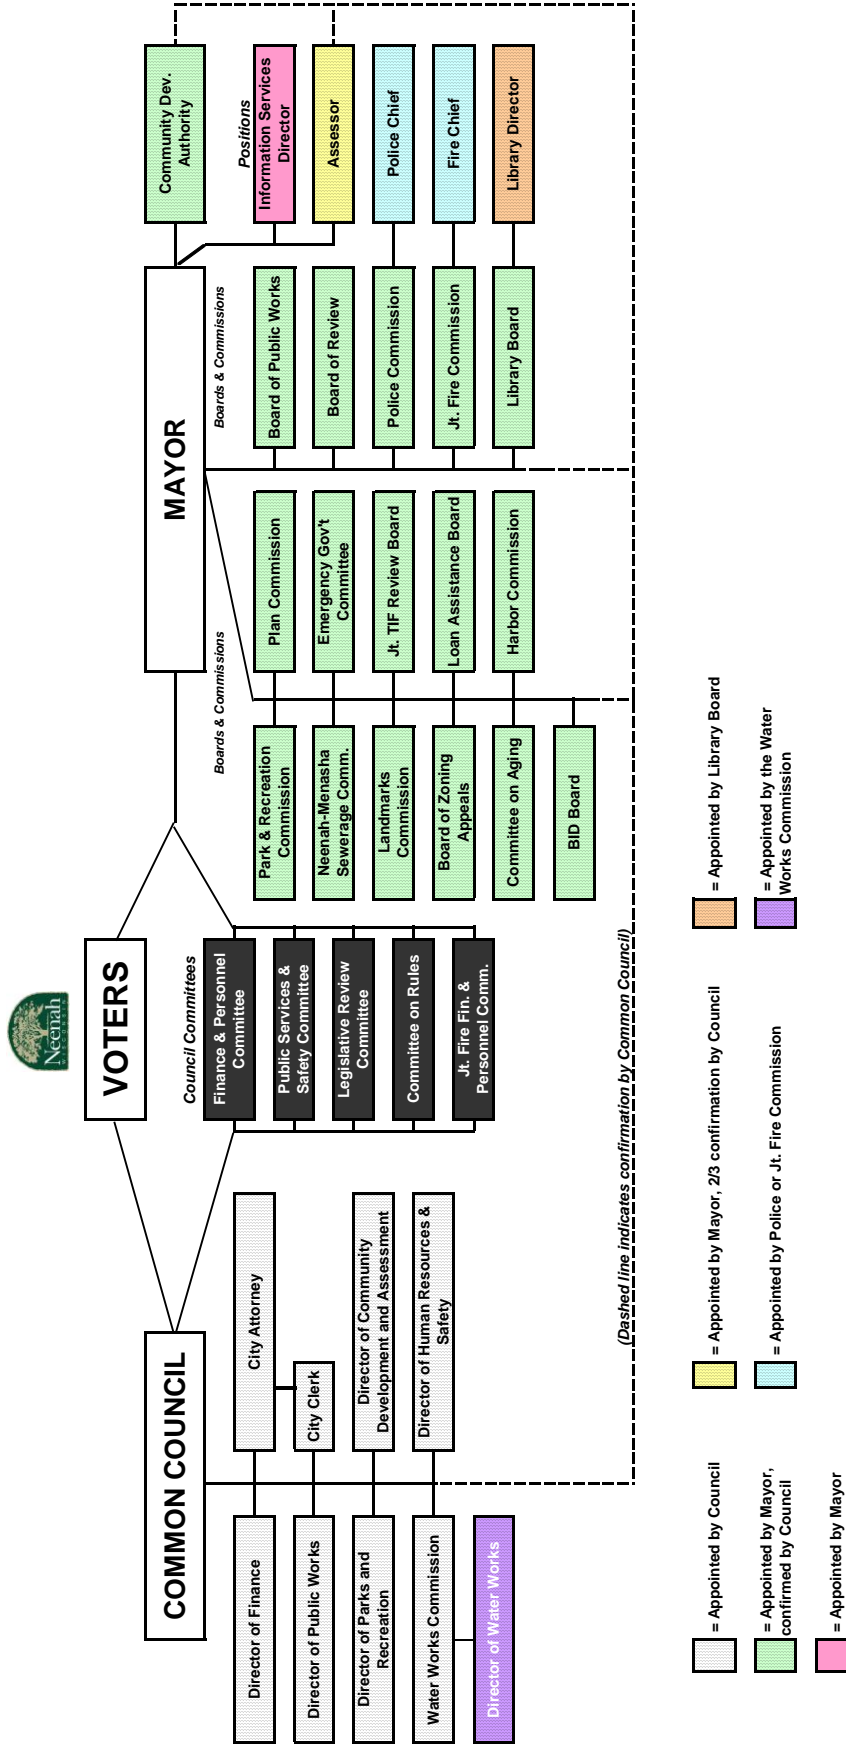 Neenah
WISCONSIN
VOTERS
COMMON COUNCIL
MAYOR
Community Dev.
Authority
Council Committees
Boards & Commissions
Boards & Commissions
Positions
Director of Finance
City Attorney
Finance & Personnel
Committee
Park & Recreation
Commission
Plan Commission
Board of Public Works
Information Services
Director
Director of Public Works
City Clerk
Public Services &
Safety Committee
Neenah-Menasha
Sewerage Comm.
Emergency Gov't
Committee
Board of Review
Assessor
Director of Parks and
Recreation
Director of Community
Development and Assessment
Legislative Review
Committee
Landmarks
Commission
Jt. TIF Review Board
Police Commission
Police Chief
Water Works Commission
Director of Human Resources &
Safety
Committee on Rules
Board of Zoning
Appeals
Loan Assistance Board
Jt. Fire Commission
Fire Chief
Director of Water Works
Jt. Fire Fin. &
Personnel Comm.
Committee on Aging
Harbor Commission
Library Board
Library Director
BID Board
(Dashed line indicates confirmation by Common Council)
= Appointed by Council
= Appointed by Mayor, 2/3 confirmation by Council
= Appointed by Library Board
= Appointed by Mayor,
confirmed by Council
= Appointed by Police or Jt. Fire Commission
= Appointed by the Water
Works Commission
= Appointed by Mayor